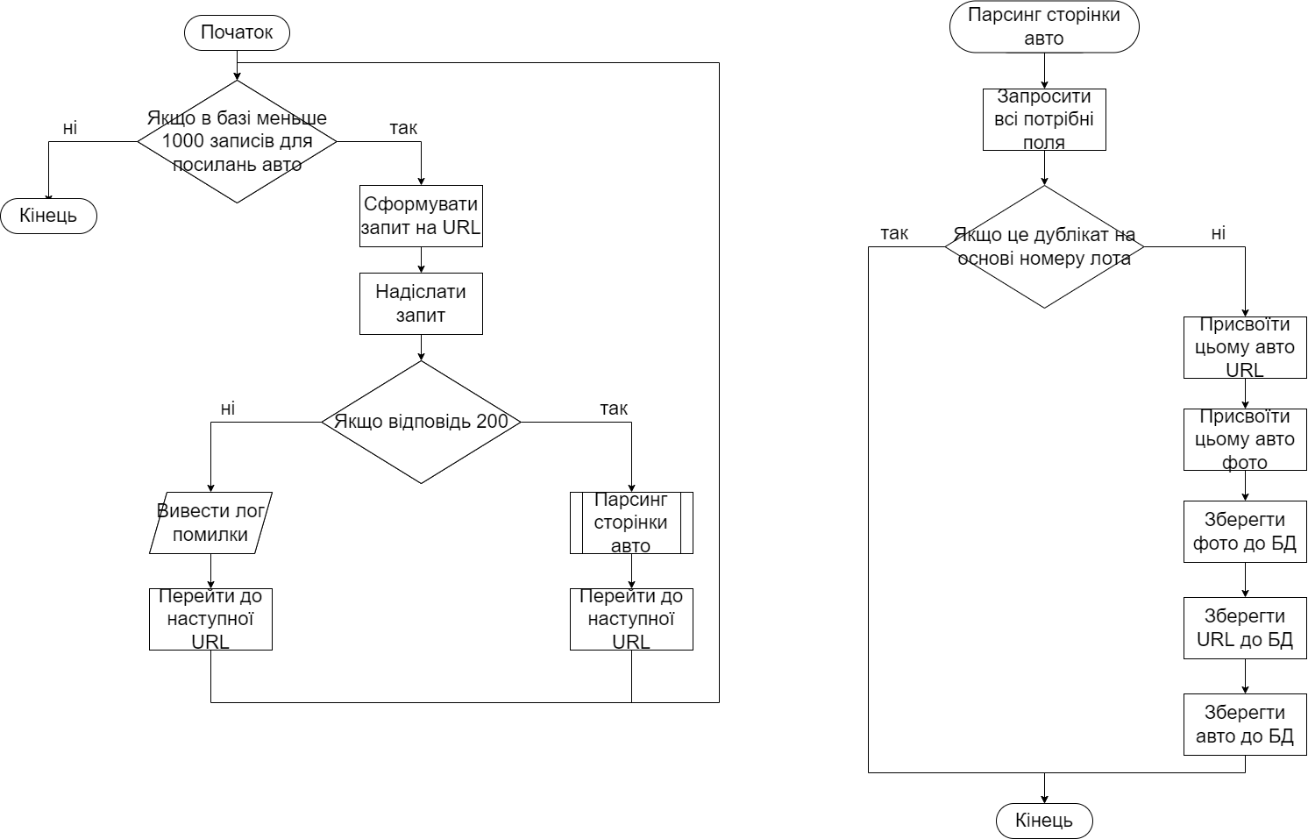 Початок
Якщо в базі меньше
1000 записів для
посилань авто
ні
так
Кінець
Сформувати
запит на URL
Надіслати
запит
Якщо відповідь 200
ні
так
Вивести лог
помилки
Парсинг
сторінки
авто
Перейти до
наступної
URL
Перейти до
наступної
URL
Парсинг сторінки
авто
Запросити
всі потрібні
поля
Якщо це дублікат на
основі номеру лота
так
ні
Присвоїти
цьому авто
URL
Присвоїти
цьому авто
фото
Зберегти
фото до БД
Зберегти
URL до БД
Зберегти
авто до БД
Кінець